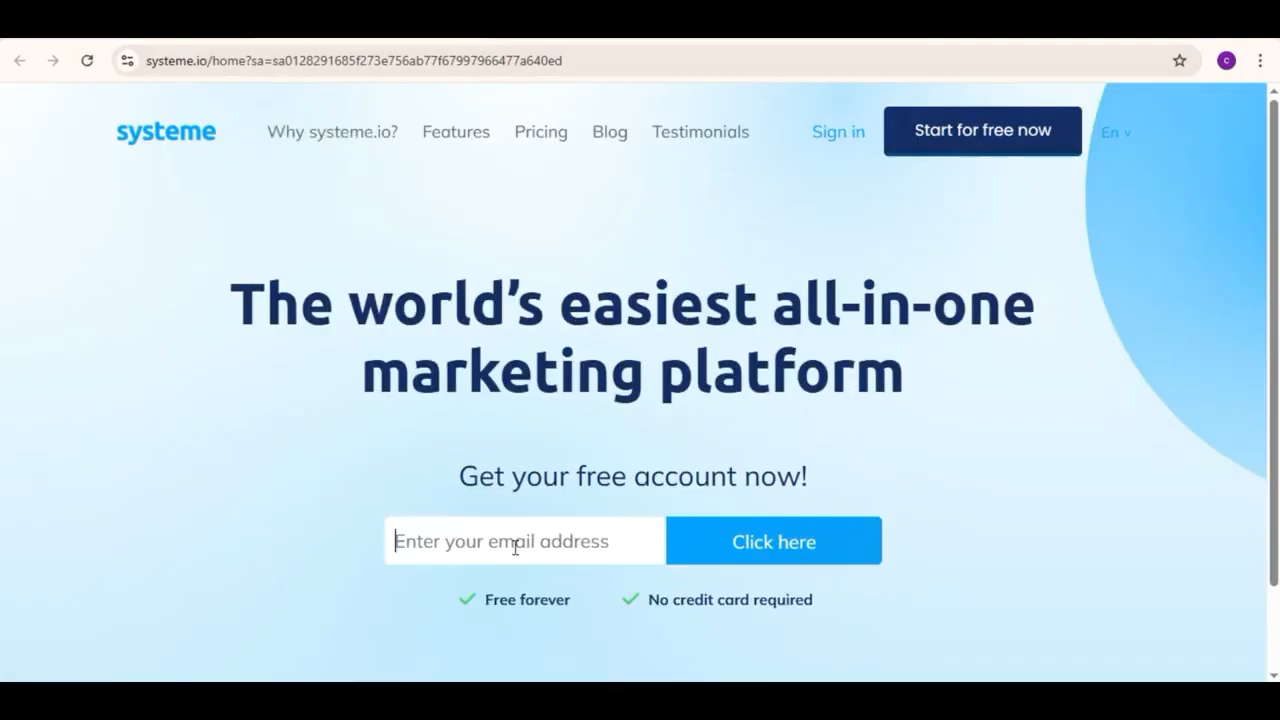 systeme.io/home?sa=sa0128291685f273e756ab77f67997966477a640ed
C
systeme
Why systeme.io?
Features
Pricing
Blog
Testimonials
Sign in
Start for free now
En
The world's easiest all-in-one
marketing platform
Get your free account now!
Enter your email address
Click here
Free forever
No credit card required